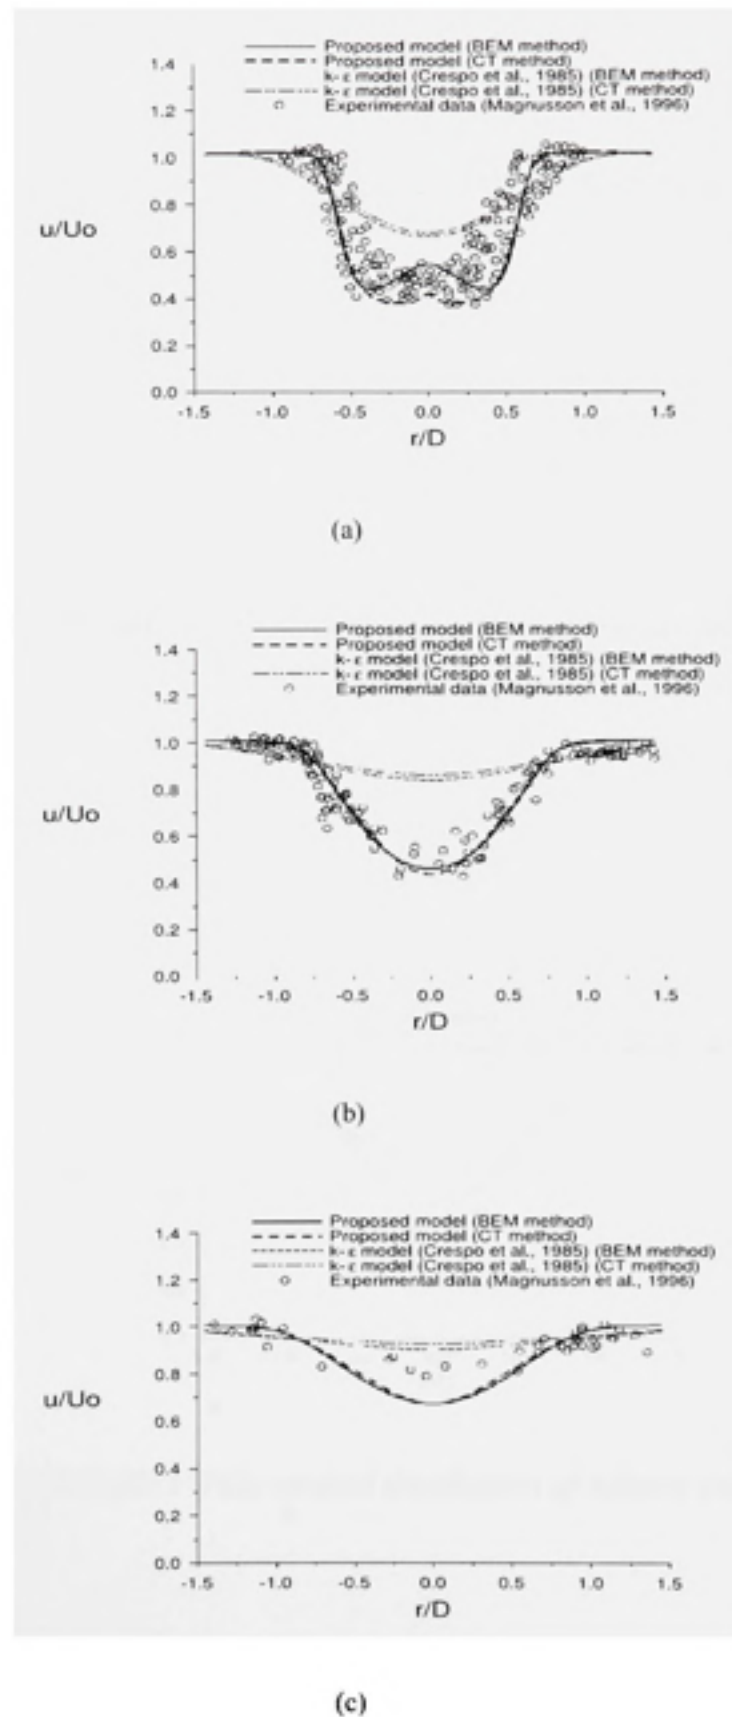 Proposed model (BEM method)
Proposed model (CT method)
k-ε model (Crespo et al., 1985) (BEM method)
k-ε model (Crespo et al., 1985) (CT method)
Experimental data (Magnusson et al., 1996)
1.4
1.2
1.0
0.8
u/Uo
0.6
0.4
0.2
0.0
-1.5 -1.0 -0.5 0.0 0.5 1.0 1.5
r/D
(a)
Proposed model (BEM method)
Proposed model (CT method)
k-ε model (Crespo et al., 1985) (BEM method)
k-ε model (Crespo et al., 1985) (CT method)
Experimental data (Magnusson et al., 1996)
1.4
1.2
1.0
0.8
u/Uo
0.6
0.4
0.2
0.0
-1.5 -1.0 -0.5 0.0 0.5 1.0 1.5
r/D
(b)
Proposed model (BEM method)
Proposed model (CT method)
k-ε model (Crespo et al., 1985) (BEM method)
k-ε model (Crespo et al., 1985) (CT method)
Experimental data (Magnusson et al., 1996)
1.4
1.2
1.0
0.8
u/Uo
0.6
0.4
0.2
0.0
-1.5 -1.0 -0.5 0.0 0.5 1.0 1.5
r/D
(c)